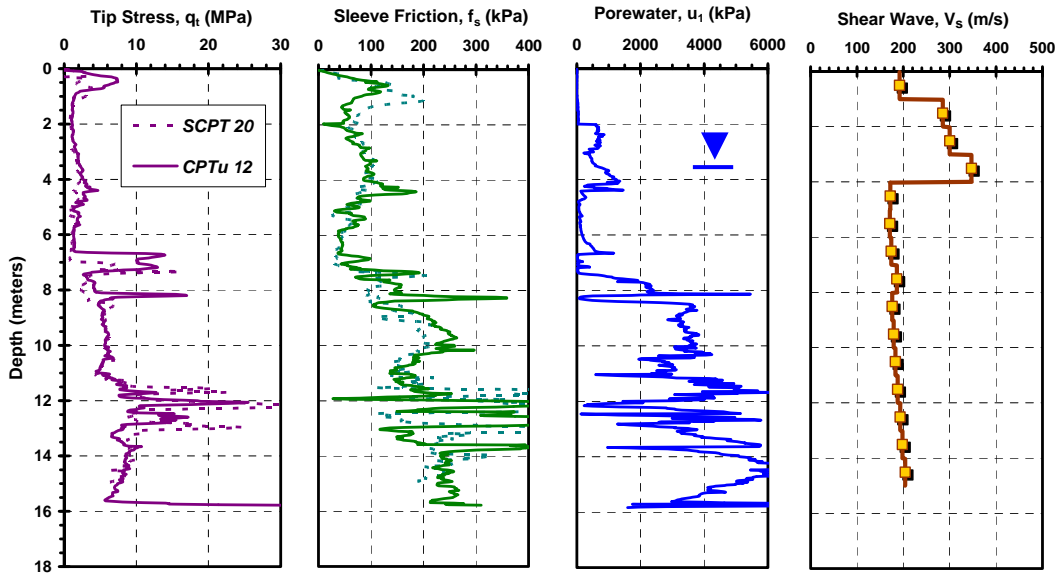 Tip Stress, qt (MPa)
0 10 20 30
Sleeve Friction, fs (kPa)
0 100 200 300 400
Porewater, u1 (kPa)
0 2000 4000 6000
Shear Wave, Vs (m/s)
0 100 200 300 400 500
Depth (meters)
0
2
4
6
8
10
12
14
16
18
SCPT 20
CPTu 12